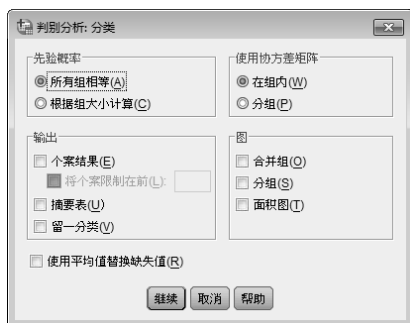 判别分析: 分类
先验概率
所有组相等(A)
根据组大小计算(C)
使用协方差矩阵
在组内(W)
分组(P)
输出
个案结果(E)
将个案限制在前(L):
摘要表(U)
留一分类(V)
图
合并组(O)
分组(S)
面积图(T)
使用平均值替换缺失值(R)
继续 取消 帮助